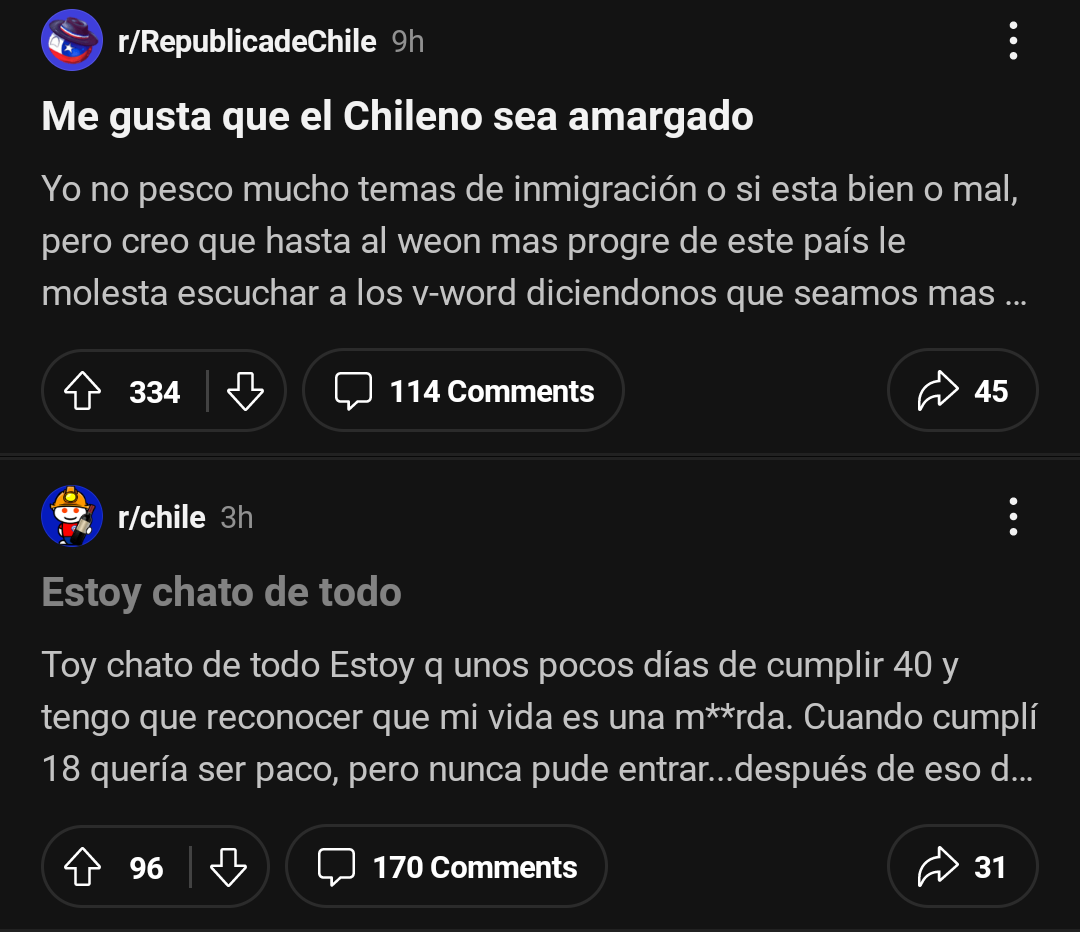 r/RepublicadeChile 9h
Me gusta que el Chileno sea amargado
Yo no pesco mucho temas de inmigración o si esta bien o mal,
pero creo que hasta al weon mas progre de este país le
molesta escuchar a los v-word diciendonos que seamos mas ...
334 114 Comments 45
r/chile 3h
Estoy chato de todo
Toy chato de todo Estoy q unos pocos días de cumplir 40 y
tengo que reconocer que mi vida es una m**rda. Cuando cumplí
18 quería ser paco, pero nunca pude entrar...después de eso d...
96 170 Comments 31